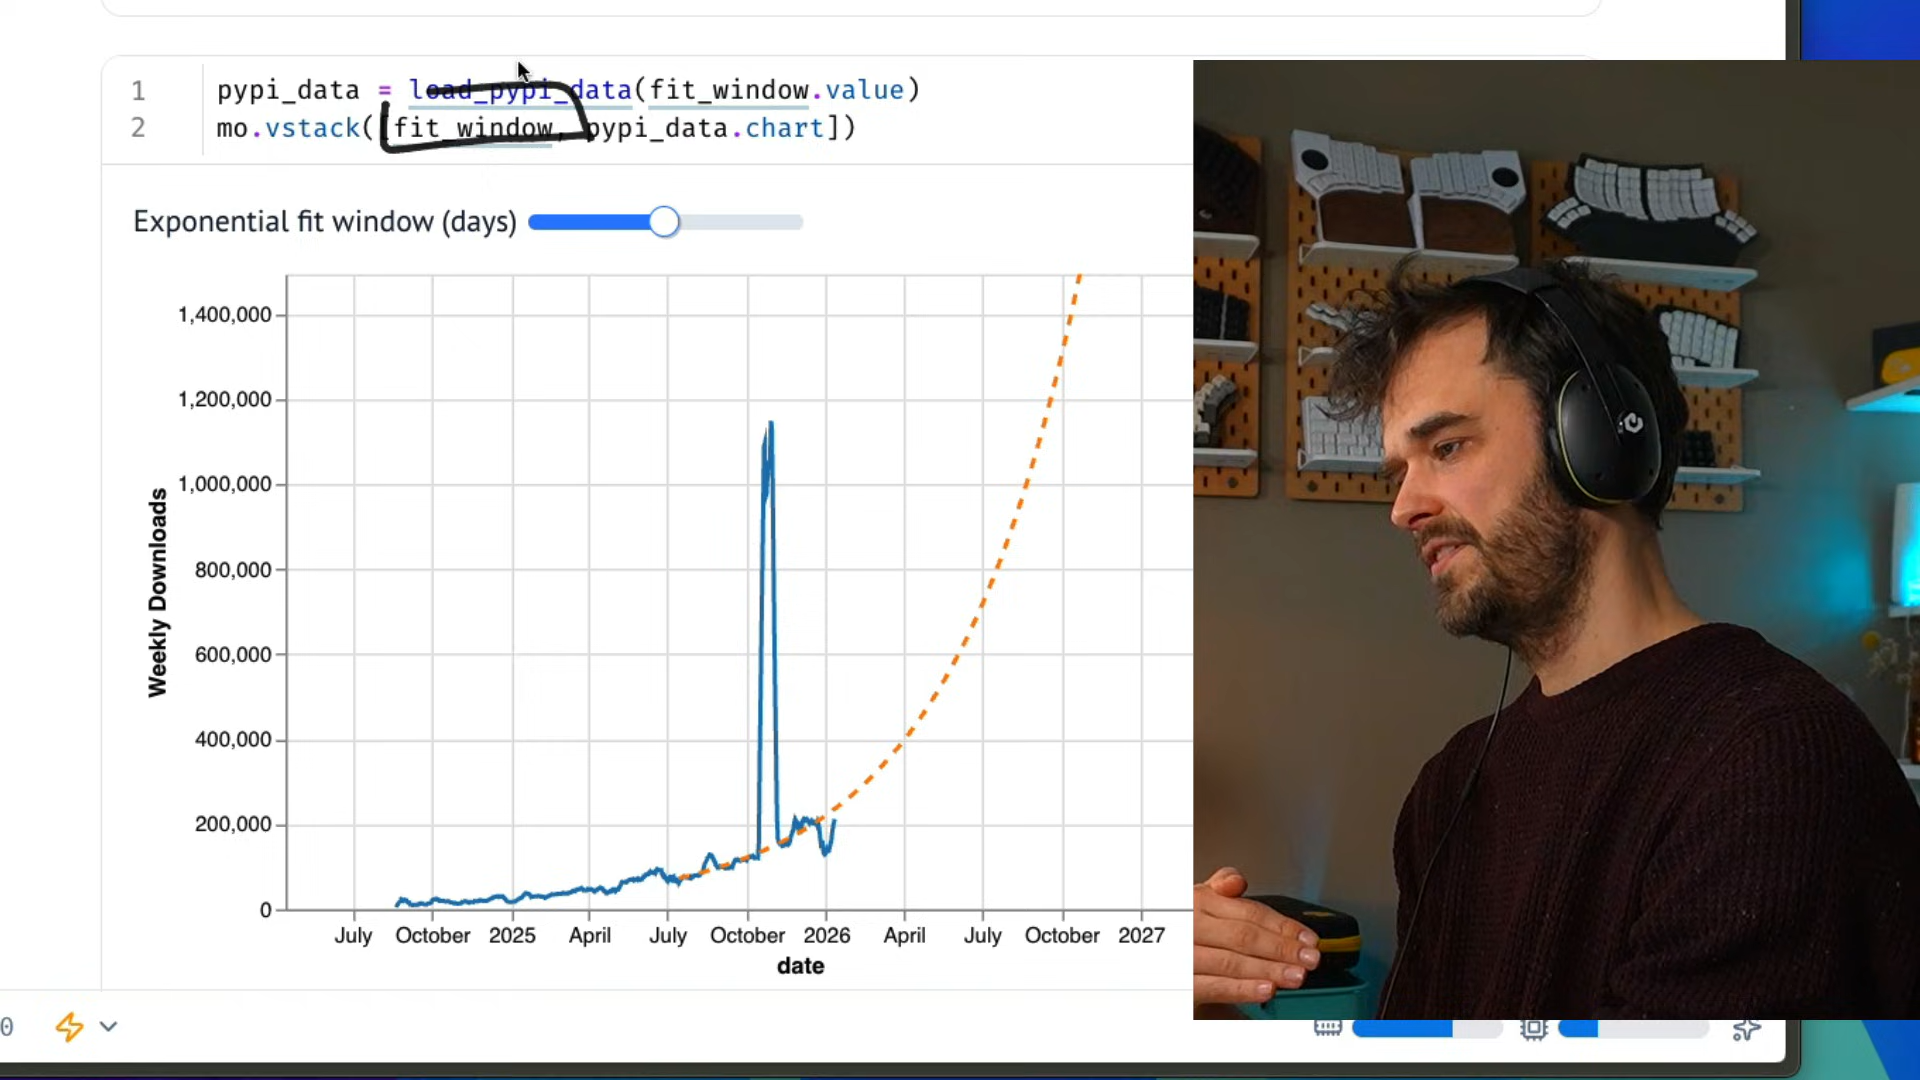 1 pypi_data = load_pypi_data(fit_window.value)
2 mo.vstack([fit_window, pypi_data.chart])
Exponential fit window (days)
1,400,000
1,200,000
1,000,000
800,000
600,000
400,000
200,000
0
Weekly Downloads
July October 2025 April July October 2026 April July October 2027
date
0